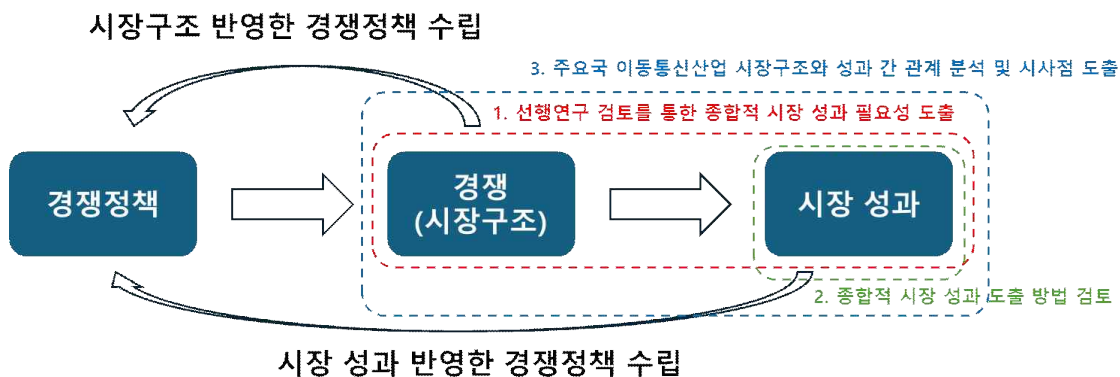 시장구조 반영한 경쟁정책 수립
3. 주요국 이동통신산업 시장구조와 성과 간 관계 분석 및 시사점 도출
1. 선행연구 검토를 통한 종합적 시장 성과 필요성 도출
경쟁정책
경쟁
(시장구조)
시장 성과
2. 종합적 시장 성과 도출 방법 검토
시장 성과 반영한 경쟁정책 수립